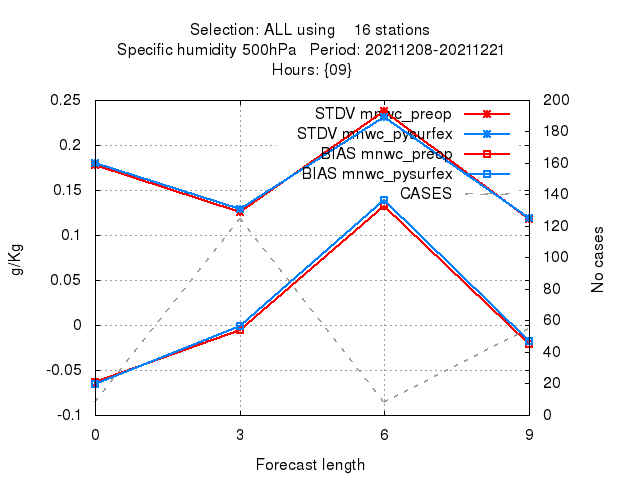 Selection: ALL using 16 stations
Specific humidity 500hPa Period: 20211208-20211221
Hours: {09}
0.25
0.2
0.15
0.1
0.05
0
-0.05
-0.1
g/Kg
STDV mnwc_preop
STDV mnwc_pysurfex
BIAS mnwc_preop
BIAS mnwc_pysurfex
CASES
200
180
160
140
120
100
80
60
40
20
0
No cases
0 3 6 9
Forecast length